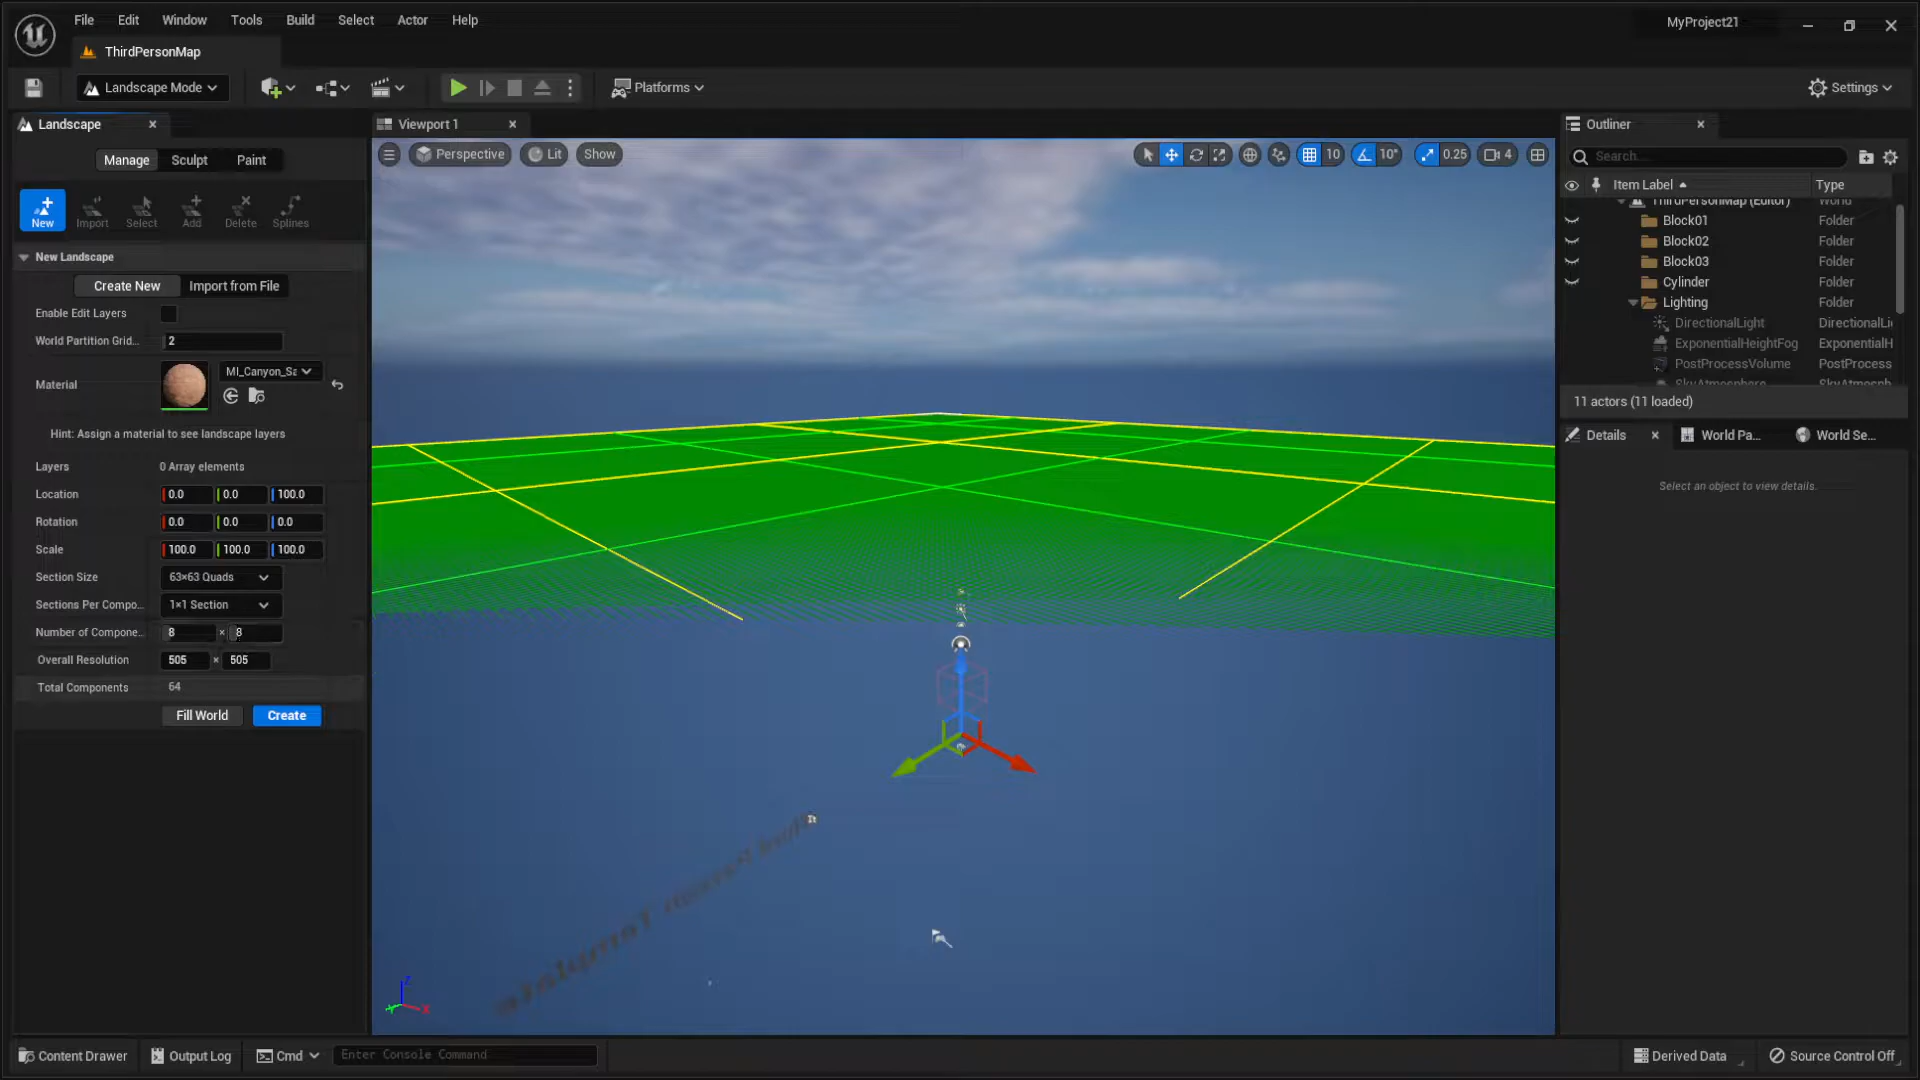 File Edit Window Tools Build Select Actor Help
MyProject21
ThirdPersonMap
Landscape Mode
Platforms
Settings
Landscape
Viewport 1
Outliner
Manage Sculpt Paint
Perspective Lit Show
10 10° 0.25 4
Search...
Item Label Type
New Import Select Add Delete Splines
ThirdPersonMap (Editor) World
Block01 Folder
Block02 Folder
Block03 Folder
Cylinder Folder
Lighting Folder
DirectionalLight DirectionalLi
ExponentialHeightFog ExponentialH
PostProcessVolume PostProcess
SkyAtmosphere SkyAtmosph
11 actors (11 loaded)
New Landscape
Create New Import from File
Enable Edit Layers
World Partition Grid... 2
Material MI_Canyon_Sa
Hint: Assign a material to see landscape layers
Layers 0 Array elements
Location 0.0 0.0 100.0
Rotation 0.0 0.0 0.0
Scale 100.0 100.0 100.0
Section Size 63×63 Quads
Sections Per Compo... 1×1 Section
Number of Compone... 8 × 8
Overall Resolution 505 × 505
Total Components 64
Fill World Create
Details World Pa... World Se...
Select an object to view details.
Z
X
Content Drawer Output Log Cmd Enter Console Command
Derived Data Source Control Off